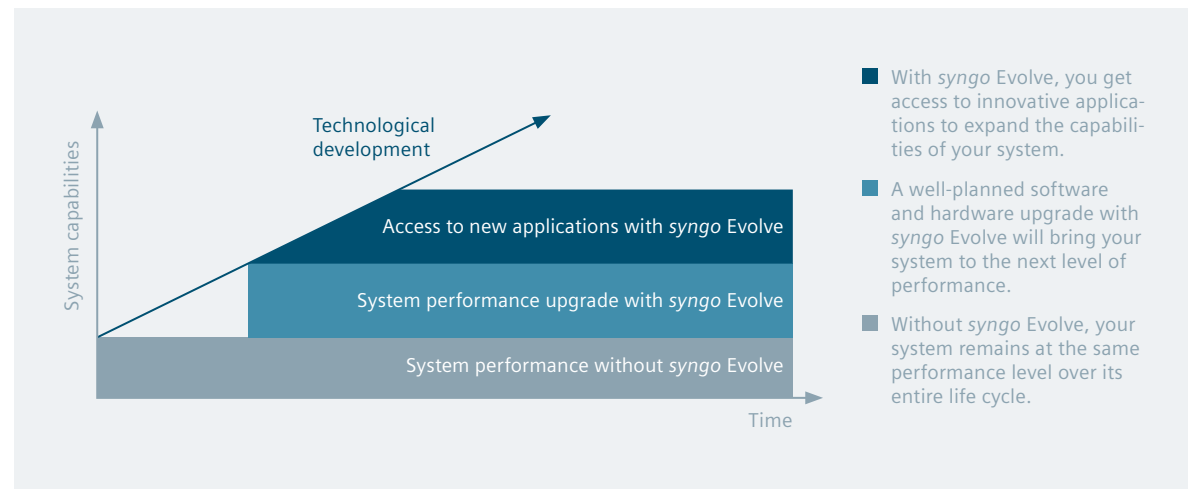 Technological
development
System capabilities
Access to new applications with syngo Evolve
System performance upgrade with syngo Evolve
System performance without syngo Evolve
Time
With syngo Evolve, you get
access to innovative applica-
tions to expand the capabili-
ties of your system.
A well-planned software
and hardware upgrade with
syngo Evolve will bring your
system to the next level of
performance.
Without syngo Evolve, your
system remains at the same
performance level over its
entire life cycle.